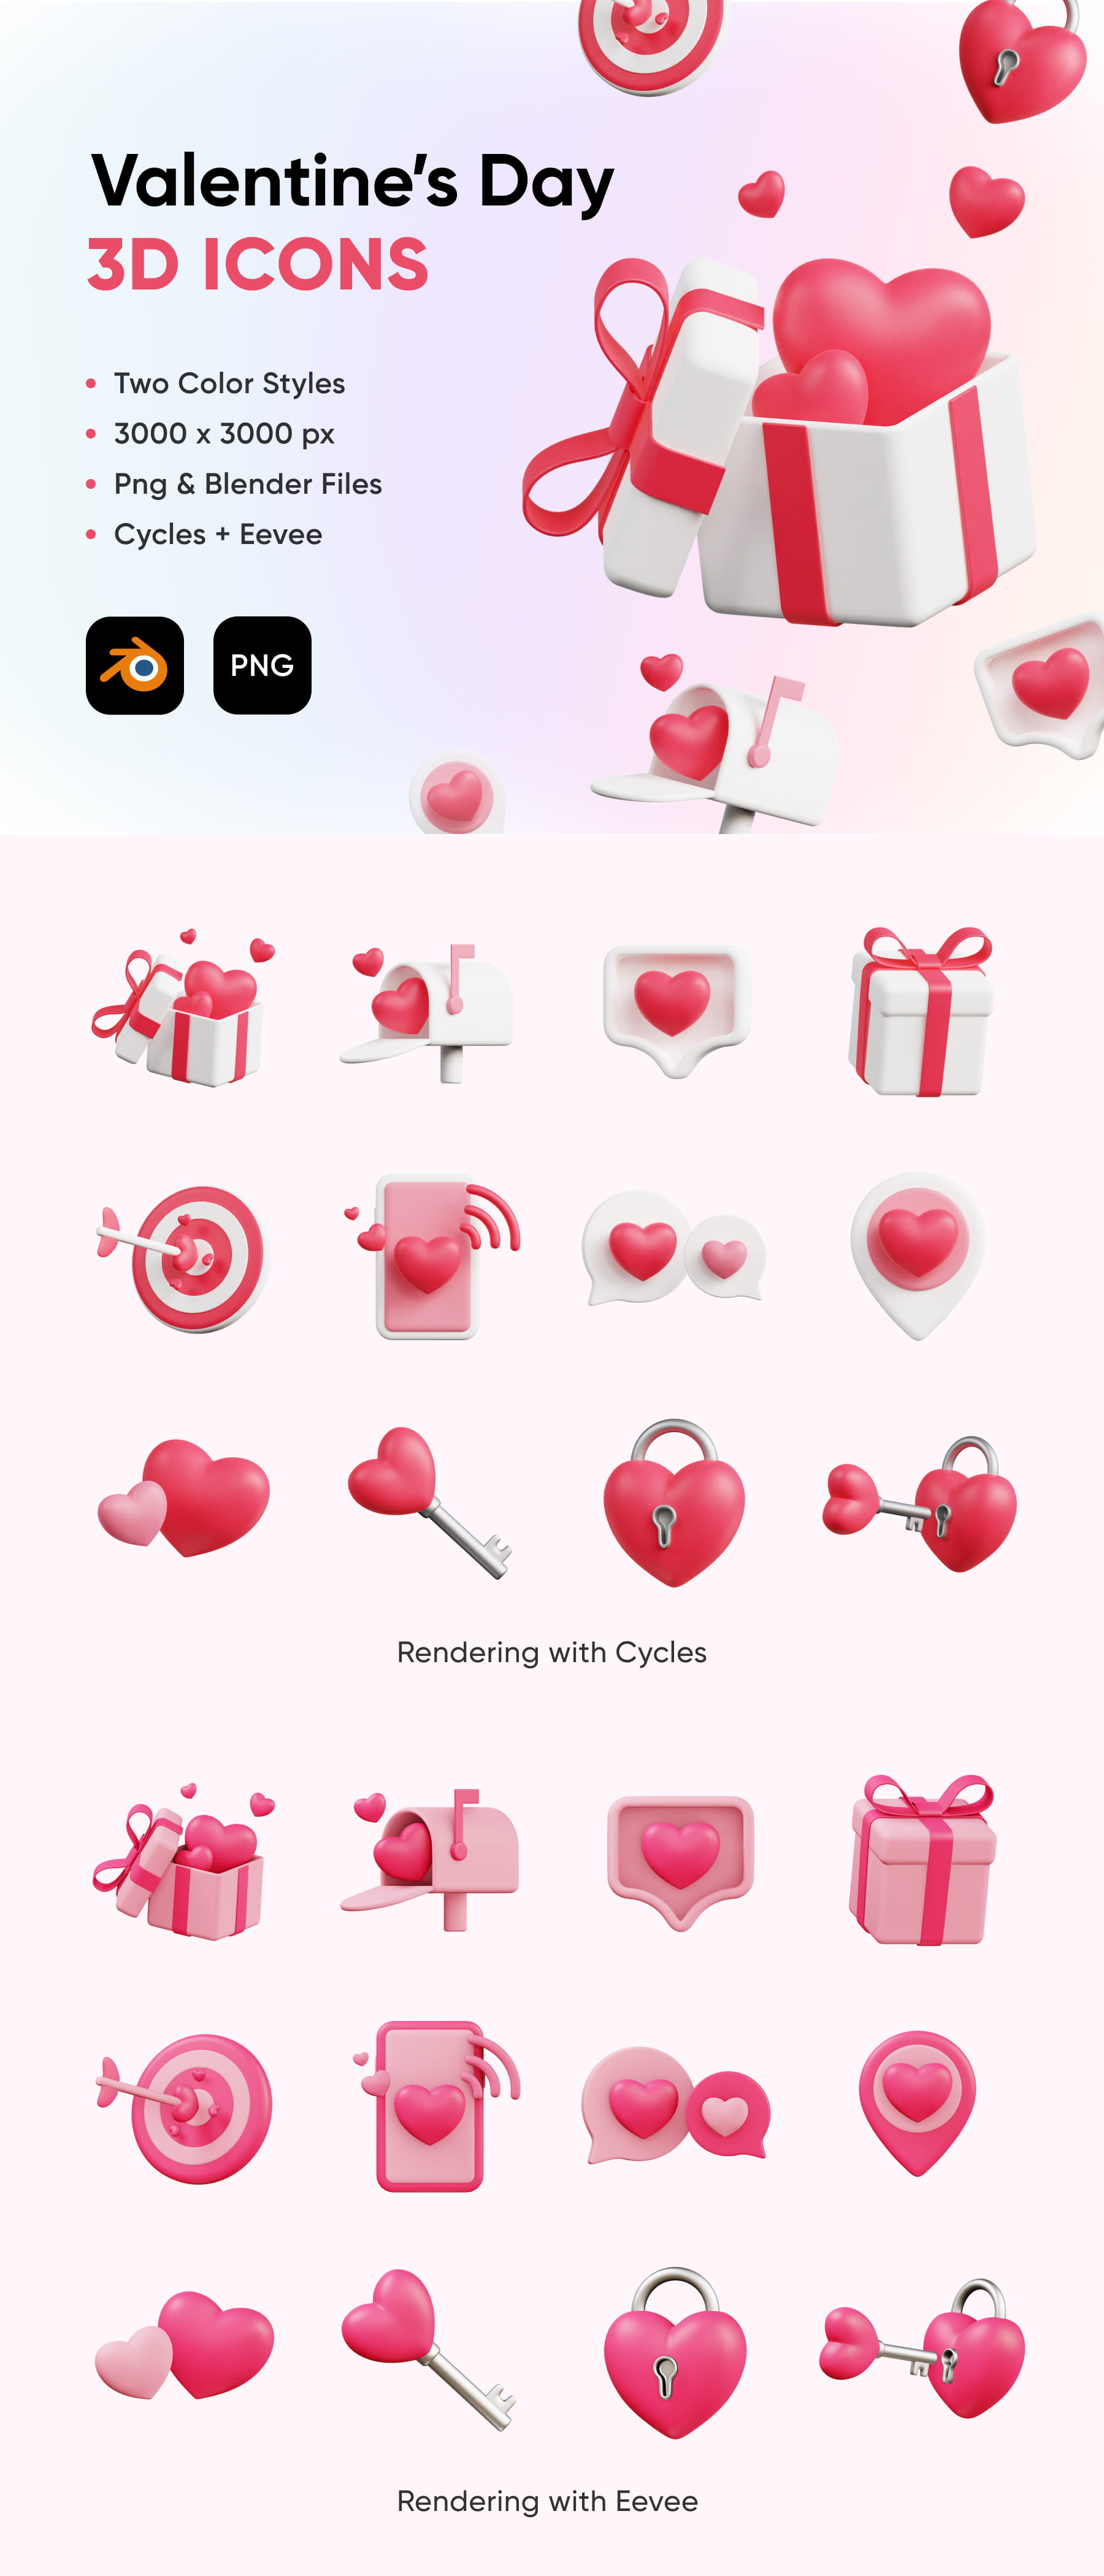 Valentine's Day
3D ICONS
• Two Color Styles
• 3000 x 3000 px
• Png & Blender Files
• Cycles + Eevee
PNG
Rendering with Cycles
Rendering with Eevee